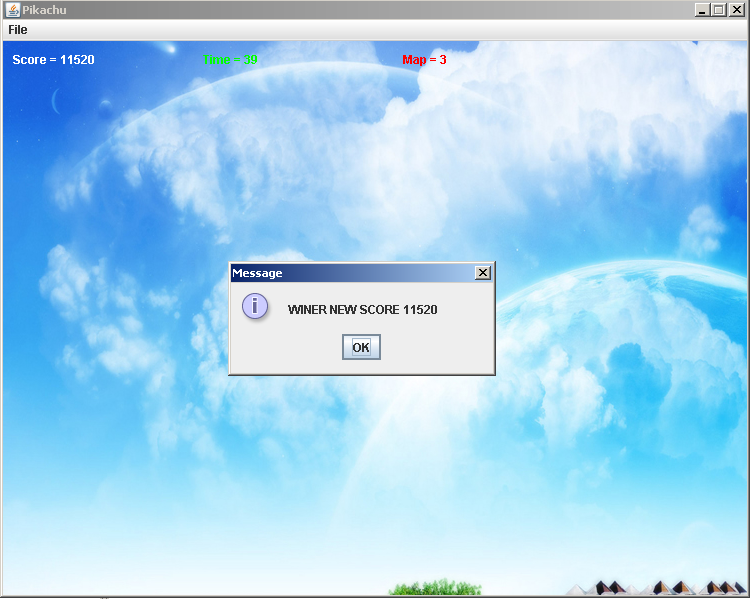 Pikachu
File
Score = 11520
Time = 39
Map = 3
Message
i
WINER NEW SCORE 11520
OK